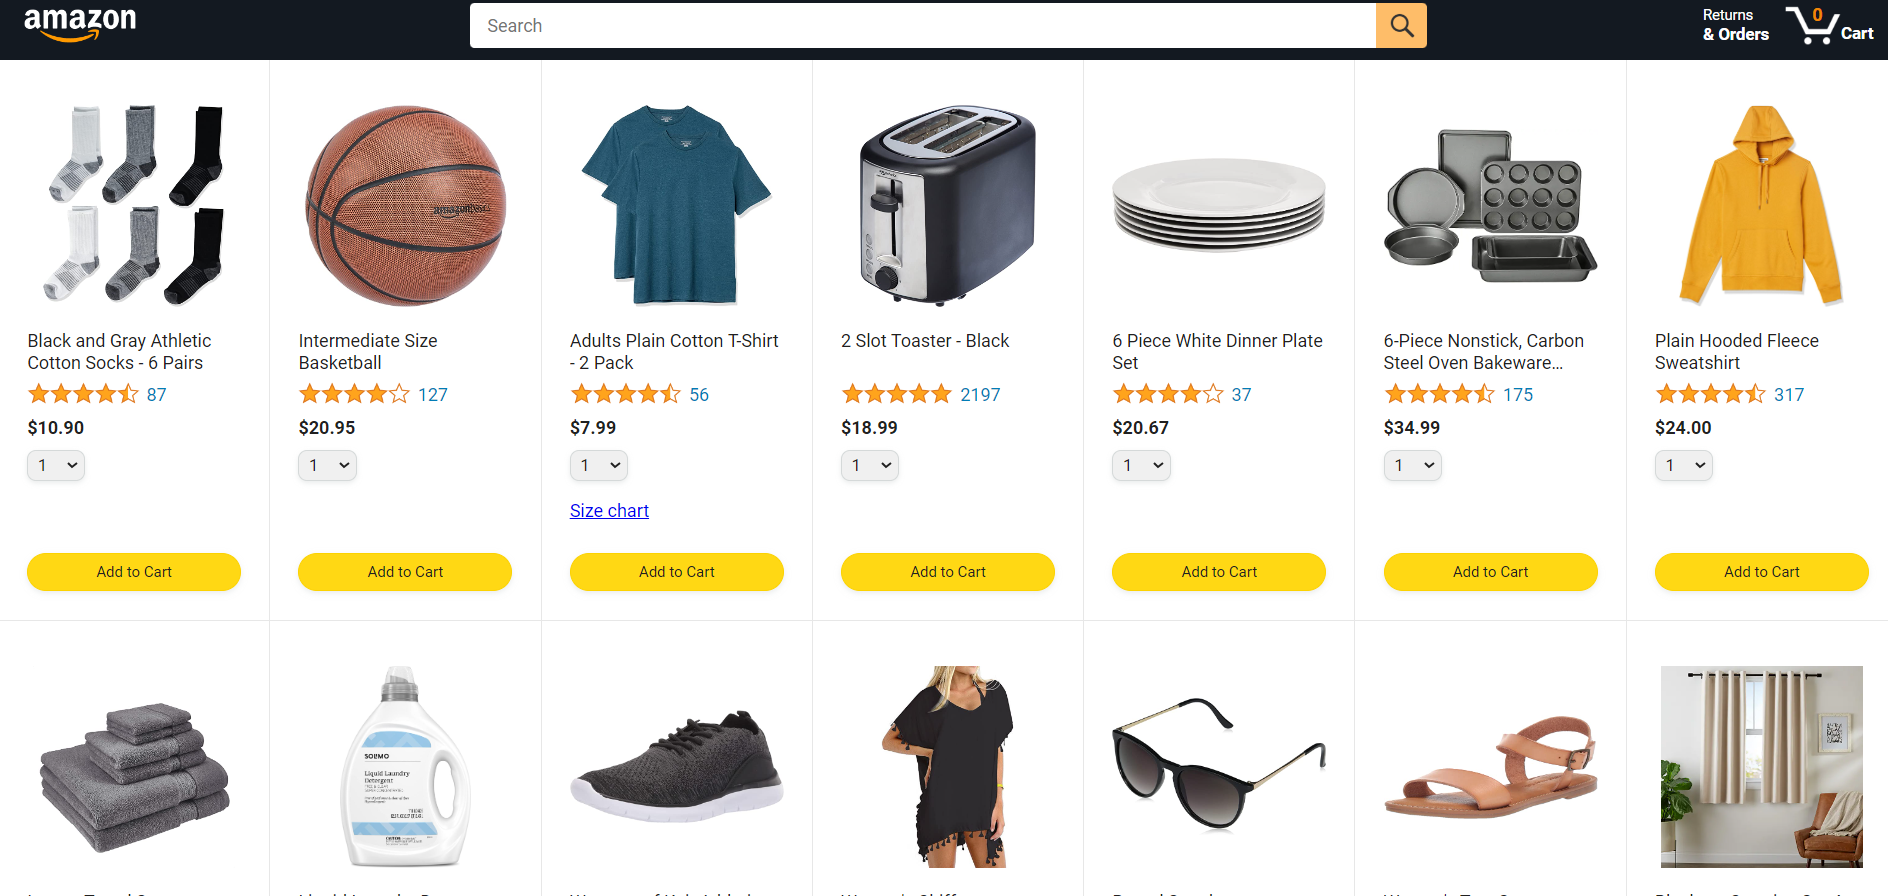 amazon
Search
Returns
& Orders
0
Cart
Black and Gray Athletic
Cotton Socks - 6 Pairs
87
$10.90
1
Add to Cart
Intermediate Size
Basketball
127
$20.95
1
Add to Cart
Adults Plain Cotton T-Shirt
- 2 Pack
56
$7.99
1
Size chart
Add to Cart
2 Slot Toaster - Black
2197
$18.99
1
Add to Cart
6 Piece White Dinner Plate
Set
37
$20.67
1
Add to Cart
6-Piece Nonstick, Carbon
Steel Oven Bakeware...
175
$34.99
1
Add to Cart
Plain Hooded Fleece
Sweatshirt
317
$24.00
1
Add to Cart
SOLIMO
Liquid Laundry
Detergent